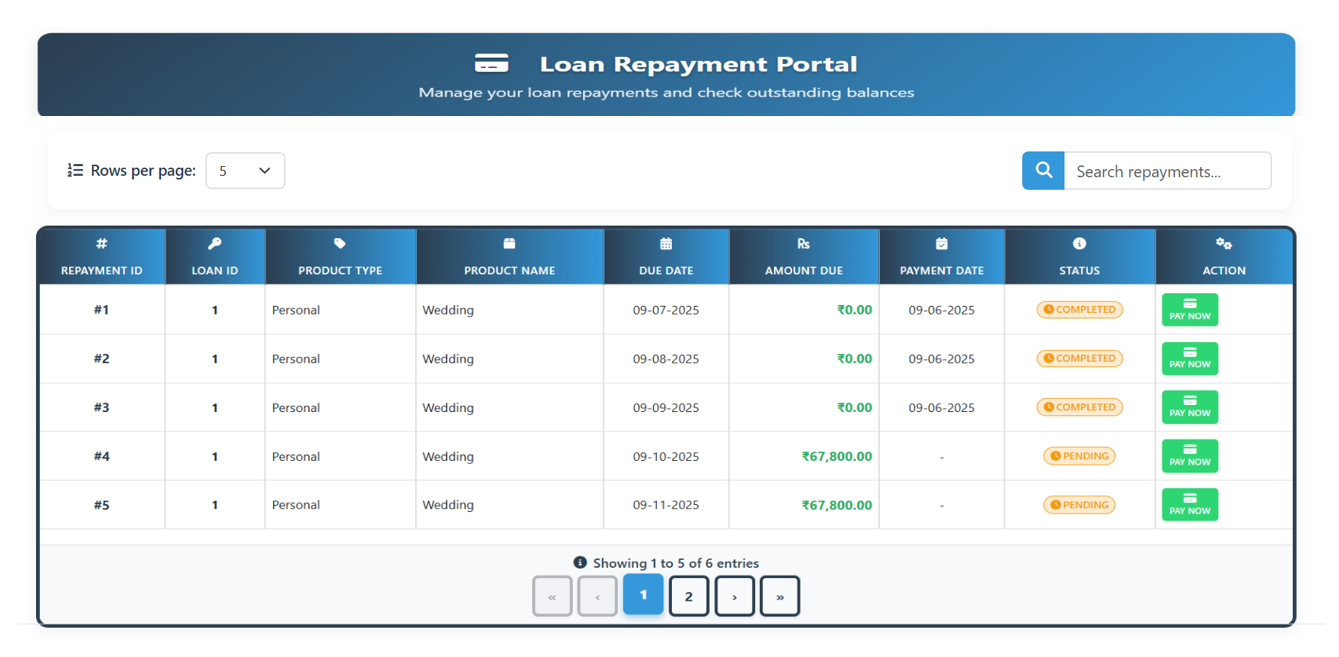 Loan Repayment Portal
Manage your loan repayments and check outstanding balances
Rows per page: 5
Search repayments...
# Rs
REPAYMENT ID LOAN ID PRODUCT TYPE PRODUCT NAME DUE DATE AMOUNT DUE PAYMENT DATE STATUS ACTION
#1 1 Personal Wedding 09-07-2025 ₹0.00 09-06-2025 COMPLETED PAY NOW
#2 1 Personal Wedding 09-08-2025 ₹0.00 09-06-2025 COMPLETED PAY NOW
#3 1 Personal Wedding 09-09-2025 ₹0.00 09-06-2025 COMPLETED PAY NOW
#4 1 Personal Wedding 09-10-2025 ₹67,800.00 - PENDING PAY NOW
#5 1 Personal Wedding 09-11-2025 ₹67,800.00 - PENDING PAY NOW
Showing 1 to 5 of 6 entries
« ‹ 1 2 › »